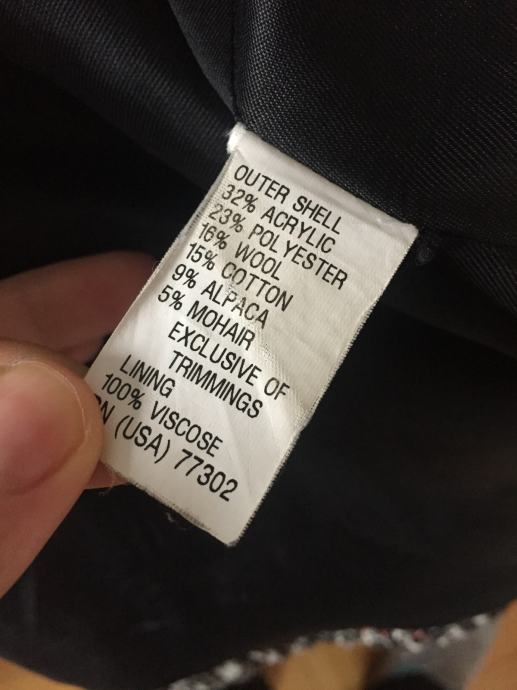 OUTER SHELL
32% ACRYLIC
23% POLYESTER
16% WOOL
15% COTTON
9% ALPACA
5% MOHAIR
EXCLUSIVE OF
TRIMMINGS
LINING
100% VISCOSE
N (USA) 77302